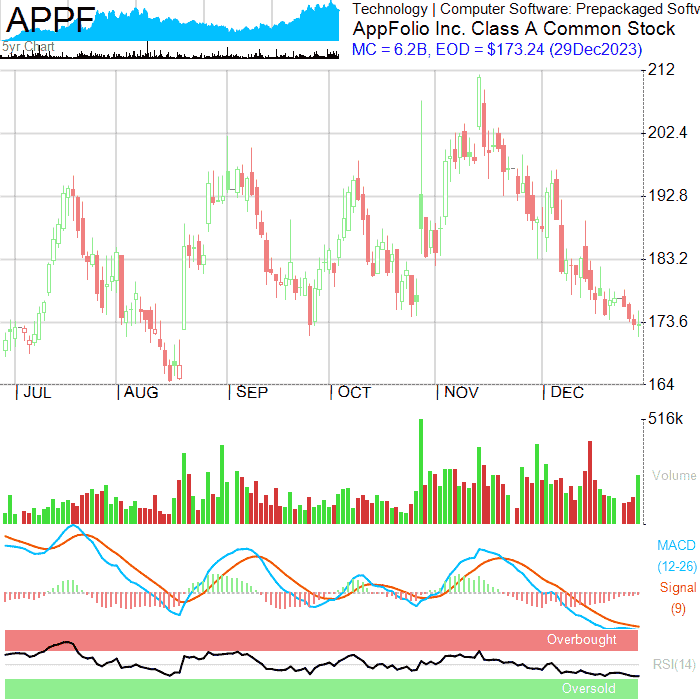 APPF
5yr Chart
Technology | Computer Software: Prepackaged Softw
AppFolio Inc. Class A Common Stock
MC = 6.2B, EOD = $173.24 (29Dec2023)
212
202.4
192.8
183.2
173.6
164
JUL AUG SEP OCT NOV DEC
516k
Volume
MACD
(12-26)
Signal
(9)
Overbought
RSI(14)
Oversold